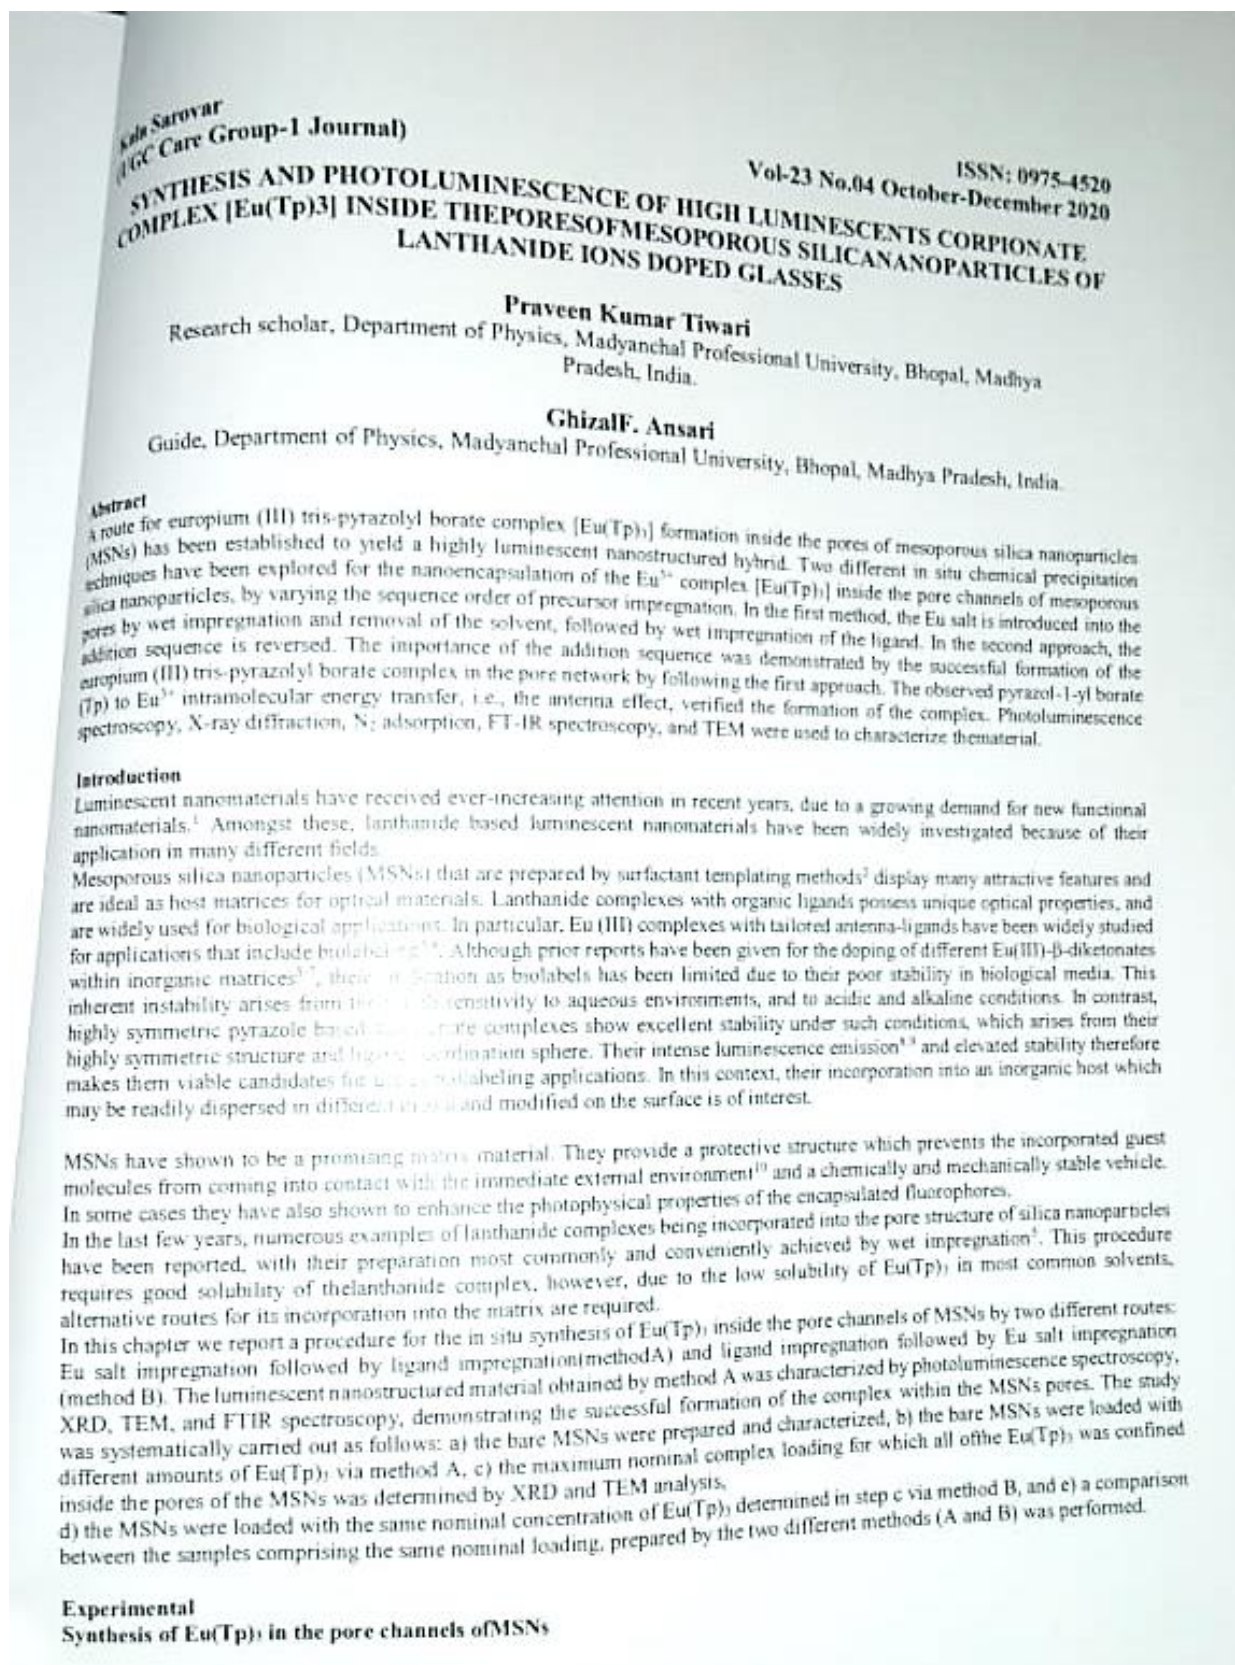 Kala Sarovar
(UGC Care Group-1 Journal)
ISSN: 0975-4520
Vol-23 No.04 October-December 2020
SYNTHESIS AND PHOTOLUMINESCENCE OF HIGH LUMINESCENTS CORPIONATE
COMPLEX [Eu(Tp)3] INSIDE THEPORESOFMESOPOROUS SILICANANOPARTICLES OF
LANTHANIDE IONS DOPED GLASSES
Praveen Kumar Tiwari
Research scholar, Department of Physics, Madyanchal Professional University, Bhopal, Madhya
Pradesh, India.
GhizalF. Ansari
Guide, Department of Physics, Madyanchal Professional University, Bhopal, Madhya Pradesh, India.
Abstract
A route for europium (III) tris-pyrazolyl borate complex [Eu(Tp)₃] formation inside the pores of mesoporous silica nanoparticles
(MSNs) has been established to yield a highly luminescent nanostructured hybrid. Two different in situ chemical precipitation
techniques have been explored for the nanoencapsulation of the Eu³⁺ complex [Eu(Tp)₃] inside the pore channels of mesoporous
silica nanoparticles, by varying the sequence order of precursor impregnation. In the first method, the Eu salt is introduced into the
pores by wet impregnation and removal of the solvent, followed by wet impregnation of the ligand. In the second approach, the
addition sequence is reversed. The importance of the addition sequence was demonstrated by the successful formation of the
europium (III) tris-pyrazolyl borate complex in the pore network by following the first approach. The observed pyrazol-1-yl borate
(Tp) to Eu³⁺ intramolecular energy transfer, i.e., the antenna effect, verified the formation of the complex. Photoluminescence
spectroscopy, X-ray diffraction, N₂ adsorption, FT-IR spectroscopy, and TEM were used to characterize thematerial.
Introduction
Luminescent nanomaterials have received ever-increasing attention in recent years, due to a growing demand for new functional
nanomaterials.¹ Amongst these, lanthanide based luminescent nanomaterials have been widely investigated because of their
application in many different fields.
Mesoporous silica nanoparticles (MSNs) that are prepared by surfactant templating methods² display many attractive features and
are ideal as host matrices for optical materials. Lanthanide complexes with organic ligands possess unique optical properties, and
are widely used for biological applications. In particular, Eu (III) complexes with tailored antenna-ligands have been widely studied
for applications that include Although prior reports have been given for the doping of different Eu(III)-β-diketonates
within inorganic matrices as biolabels has been limited due to their poor stability in biological media. This
inherent instability arises from sensitivity to aqueous environments, and to acidic and alkaline conditions. In contrast,
highly symmetric pyrazole based complexes show excellent stability under such conditions, which arises from their
highly symmetric structure and coordination sphere. Their intense luminescence emission⁸,⁹ and elevated stability therefore
makes them viable candidates for labeling applications. In this context, their incorporation into an inorganic host which
may be readily dispersed in different and modified on the surface is of interest.
MSNs have shown to be a promising matrix material. They provide a protective structure which prevents the incorporated guest
molecules from coming into contact with the immediate external environment¹⁰ and a chemically and mechanically stable vehicle.
In some cases they have also shown to enhance the photophysical properties of the encapsulated fluorophores.
In the last few years, numerous examples of lanthanide complexes being incorporated into the pore structure of silica nanoparticles
have been reported, with their preparation most commonly and conveniently achieved by wet impregnation⁵. This procedure
requires good solubility of thelanthanide complex, however, due to the low solubility of Eu(Tp)₃ in most common solvents,
alternative routes for its incorporation into the matrix are required.
In this chapter we report a procedure for the in situ synthesis of Eu(Tp)₃ inside the pore channels of MSNs by two different routes:
Eu salt impregnation followed by ligand impregnation(methodA) and ligand impregnation followed by Eu salt impregnation
(method B). The luminescent nanostructured material obtained by method A was characterized by photoluminescence spectroscopy,
XRD, TEM, and FTIR spectroscopy, demonstrating the successful formation of the complex within the MSNs pores. The study
was systematically carried out as follows: a) the bare MSNs were prepared and characterized, b) the bare MSNs were loaded with
different amounts of Eu(Tp)₃ via method A, c) the maximum nominal complex loading for which all ofthe Eu(Tp)₃ was confined
inside the pores of the MSNs was determined by XRD and TEM analysis,
d) the MSNs were loaded with the same nominal concentration of Eu(Tp)₃ determined in step c via method B, and e) a comparison
between the samples comprising the same nominal loading, prepared by the two different methods (A and B) was performed.
Experimental
Synthesis of Eu(Tp)₃ in the pore channels ofMSNs